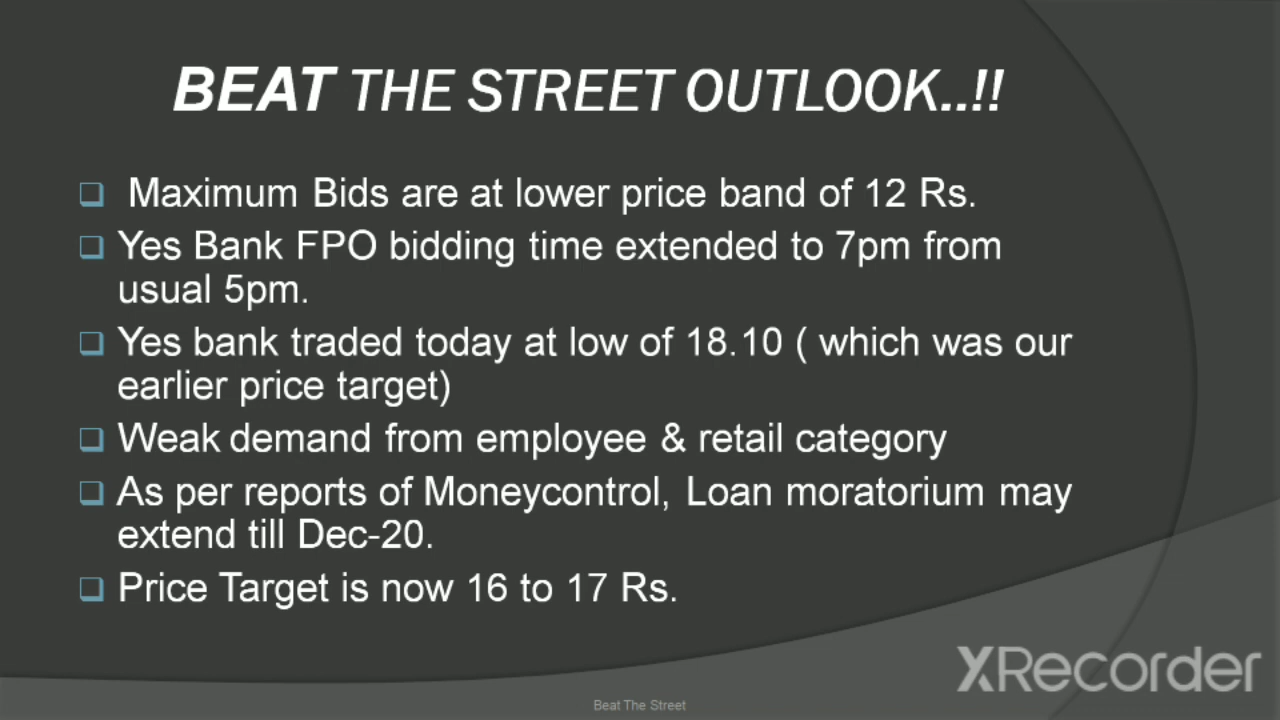 BEAT THE STREET OUTLOOK..!!
Maximum Bids are at lower price band of 12 Rs.
Yes Bank FPO bidding time extended to 7pm from
usual 5pm.
Yes bank traded today at low of 18.10 ( which was our
earlier price target)
Weak demand from employee & retail category
As per reports of Moneycontrol, Loan moratorium may
extend till Dec-20.
Price Target is now 16 to 17 Rs.
XRecorder
Beat The Street